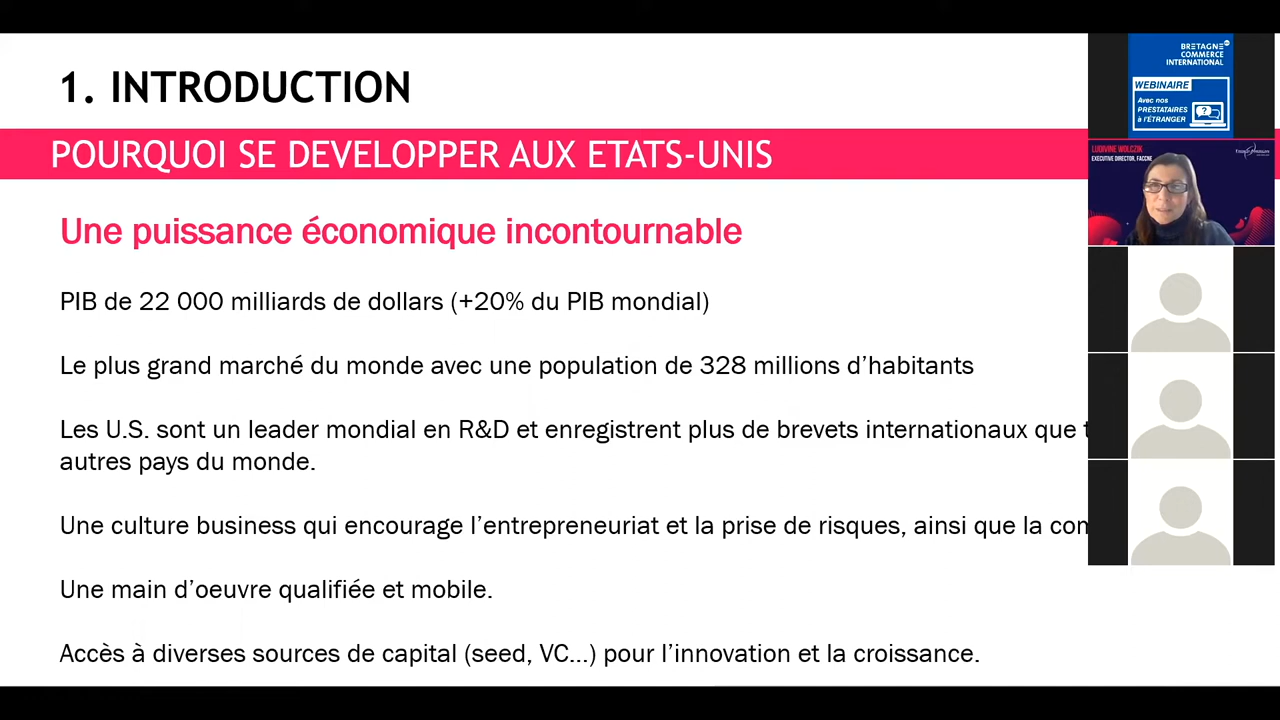 1. INTRODUCTION
POURQUOI SE DEVELOPPER AUX ETATS-UNIS
Une puissance économique incontournable
PIB de 22 000 milliards de dollars (+20% du PIB mondial)
Le plus grand marché du monde avec une population de 328 millions d’habitants
Les U.S. sont un leader mondial en R&D et enregistrent plus de brevets internationaux que
autres pays du monde.
Une culture business qui encourage l’entrepreneuriat et la prise de risques, ainsi que la
Une main d’oeuvre qualifiée et mobile.
Accès à diverses sources de capital (seed, VC…) pour l’innovation et la croissance.
BRETAGNE
COMMERCE
INTERNATIONAL
WEBINAIRE
Avec nos
PRESTATAIRES
à l'ÉTRANGER
LUDIVINE WOLCZIK
EXECUTIVE DIRECTOR, FACCNE